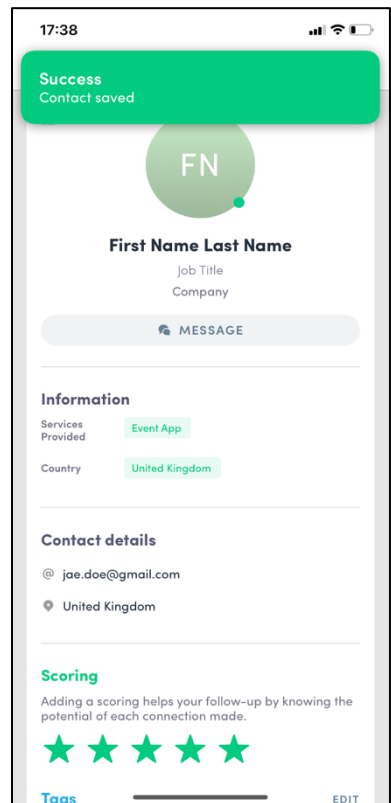 17:38
Success
Contact saved
FN
First Name Last Name
Job Title
Company
MESSAGE
Information
Services
Provided
Event App
Country
United Kingdom
Contact details
jae.doe@gmail.com
United Kingdom
Scoring
Adding a scoring helps your follow-up by knowing the
potential of each connection made.
Tags
EDIT